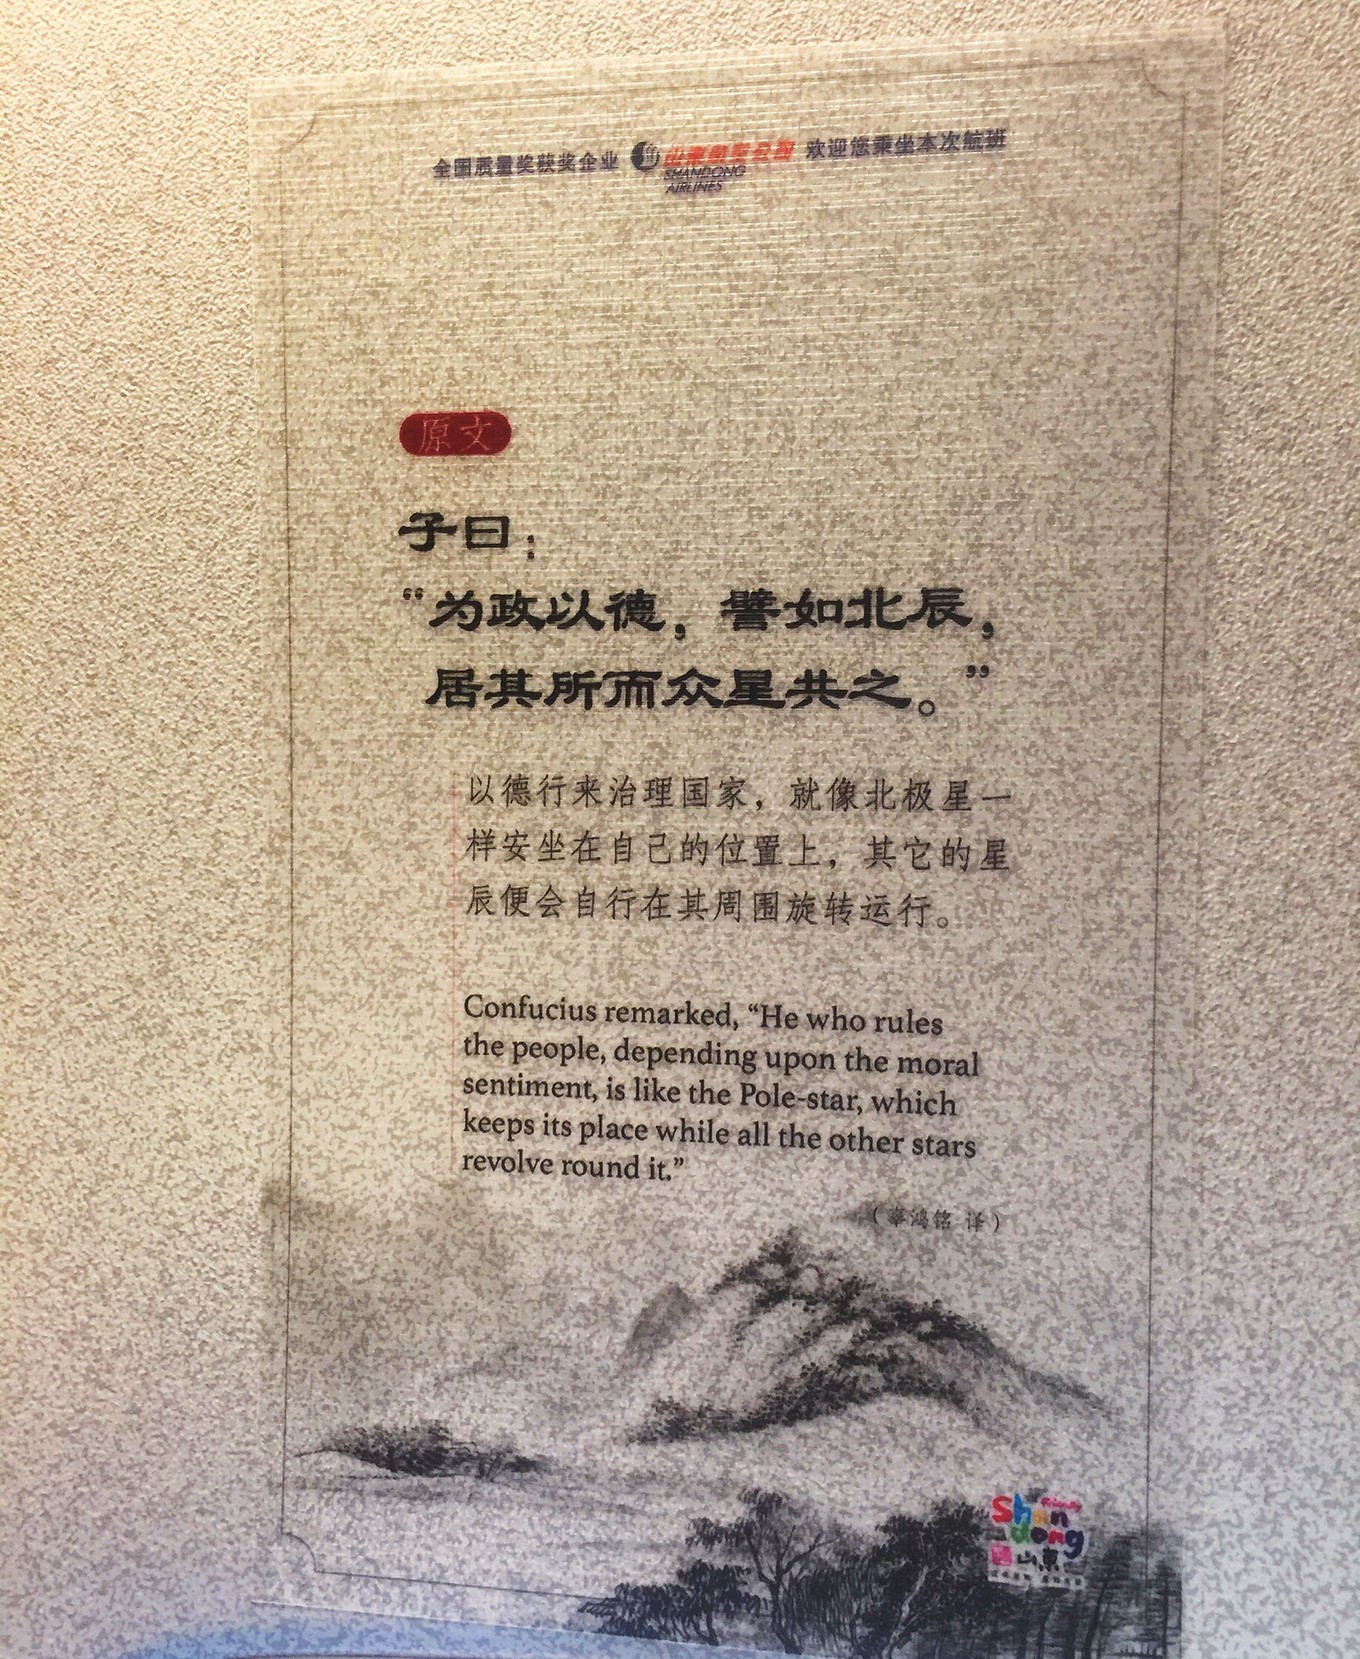 全国质量奖获奖企业 山东航空公司 欢迎您乘坐本次航班
SHANDONG
AIRLINES
原文
子曰：
“为政以德，譬如北辰，
居其所而众星共之。”
以德行来治理国家，就像北极星一
样安坐在自己的位置上，其它的星
辰便会自行在其周围旋转运行。
Confucius remarked, “He who rules
the people, depending upon the moral
sentiment, is like the Pole-star, which
keeps its place while all the other stars
revolve round it.”
（辜鸿铭 译）
Friendly
Shan
dong
山东